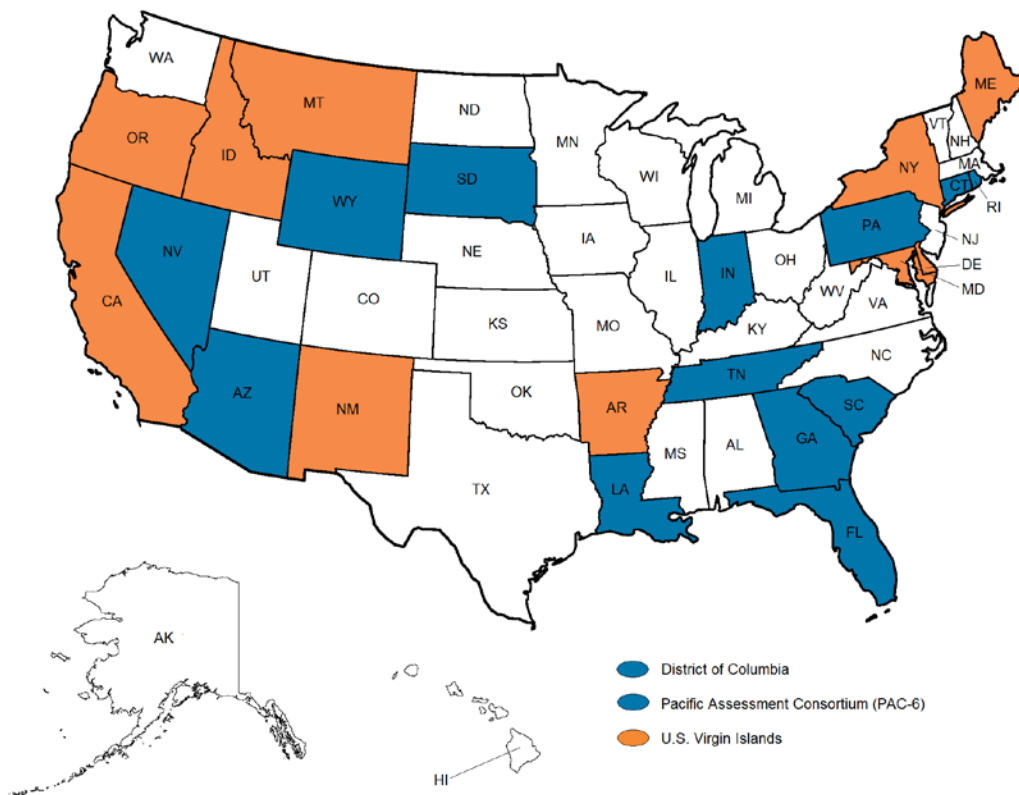 WA
MT
ND
ME
OR
ID
MN
VT
NH
NY
MA
WI
SD
MI
WY
CT
RI
PA
NV
NE
IA
NJ
UT
IL
IN
OH
DE
CA
CO
MD
WV
VA
KS
MO
KY
NC
TN
AZ
OK
NM
AR
SC
MS
AL
GA
TX
LA
FL
AK
District of Columbia
Pacific Assessment Consortium (PAC-6)
U.S. Virgin Islands
HI